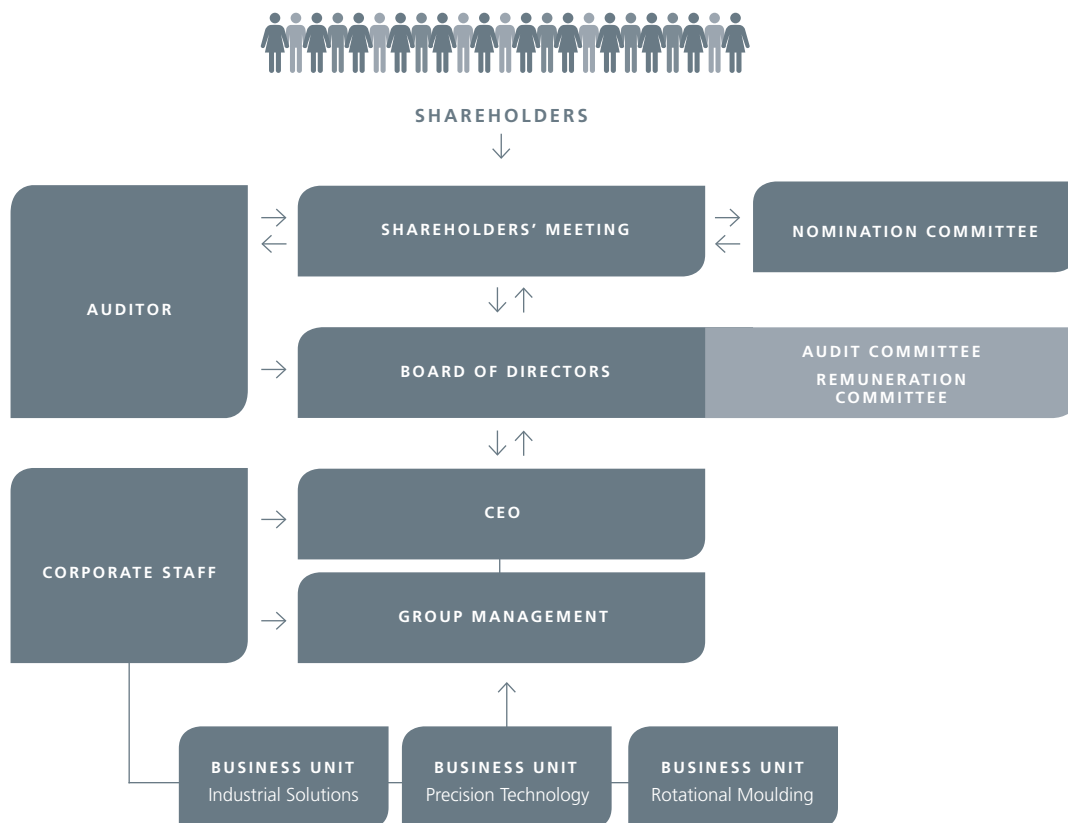 SHAREHOLDERS
SHAREHOLDERS’ MEETING
NOMINATION COMMITTEE
AUDITOR
BOARD OF DIRECTORS
AUDIT COMMITTEE
REMUNERATION
COMMITTEE
CEO
CORPORATE STAFF
GROUP MANAGEMENT
BUSINESS UNIT
Industrial Solutions
BUSINESS UNIT
Precision Technology
BUSINESS UNIT
Rotational Moulding